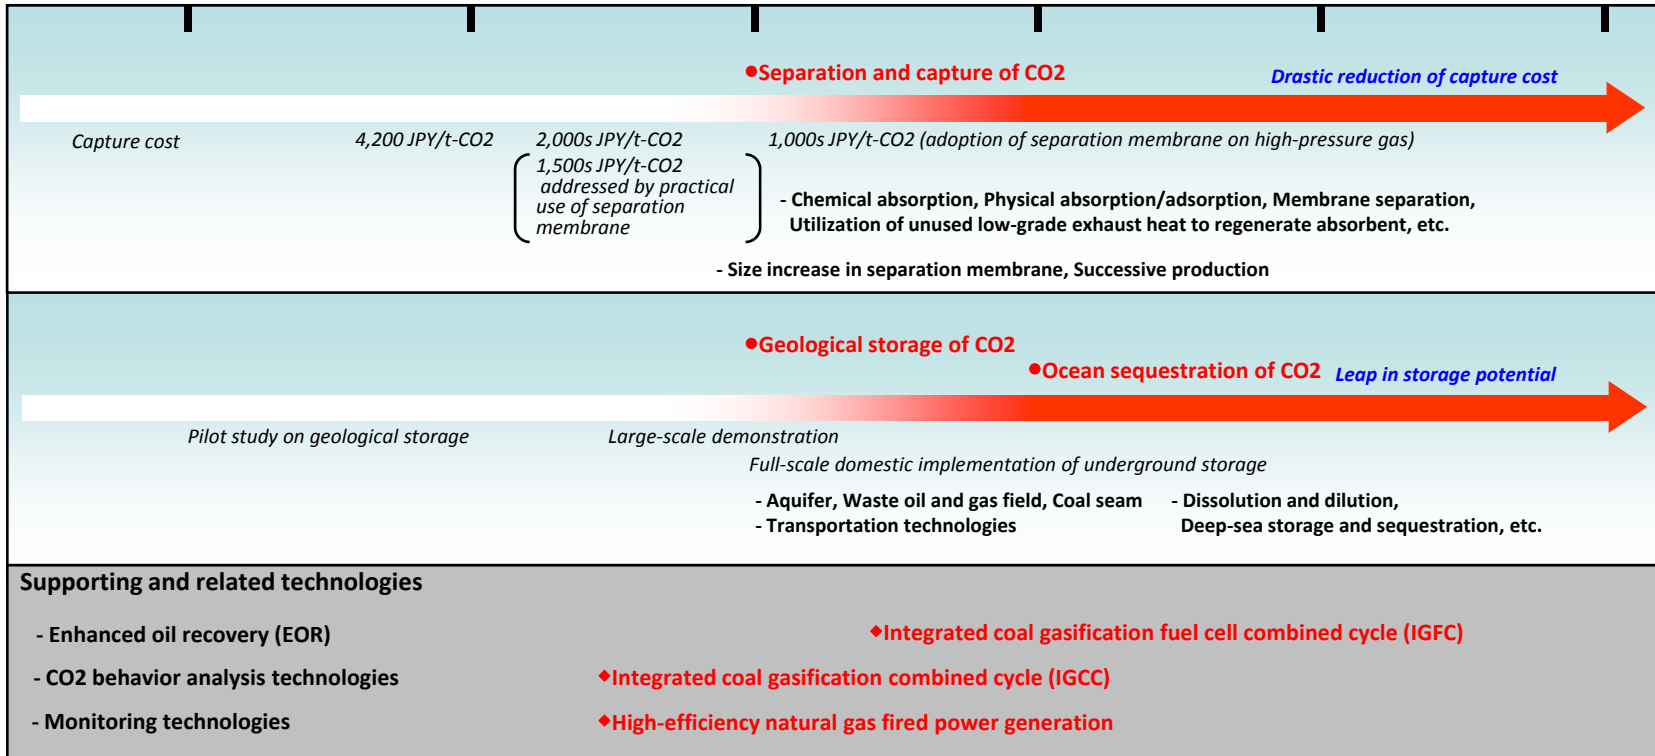 ●Separation and capture of CO2
Drastic reduction of capture cost
Capture cost
4,200 JPY/t-CO2
2,000s JPY/t-CO2
1,000s JPY/t-CO2 (adoption of separation membrane on high-pressure gas)
1,500s JPY/t-CO2
addressed by practical
use of separation
membrane
- Chemical absorption, Physical absorption/adsorption, Membrane separation,
Utilization of unused low-grade exhaust heat to regenerate absorbent, etc.
- Size increase in separation membrane, Successive production
●Geological storage of CO2
●Ocean sequestration of CO2
Leap in storage potential
Pilot study on geological storage
Large-scale demonstration
Full-scale domestic implementation of underground storage
- Aquifer, Waste oil and gas field, Coal seam
- Transportation technologies
- Dissolution and dilution,
Deep-sea storage and sequestration, etc.
Supporting and related technologies
- Enhanced oil recovery (EOR)
◆Integrated coal gasification fuel cell combined cycle (IGFC)
- CO2 behavior analysis technologies
◆Integrated coal gasification combined cycle (IGCC)
- Monitoring technologies
◆High-efficiency natural gas fired power generation